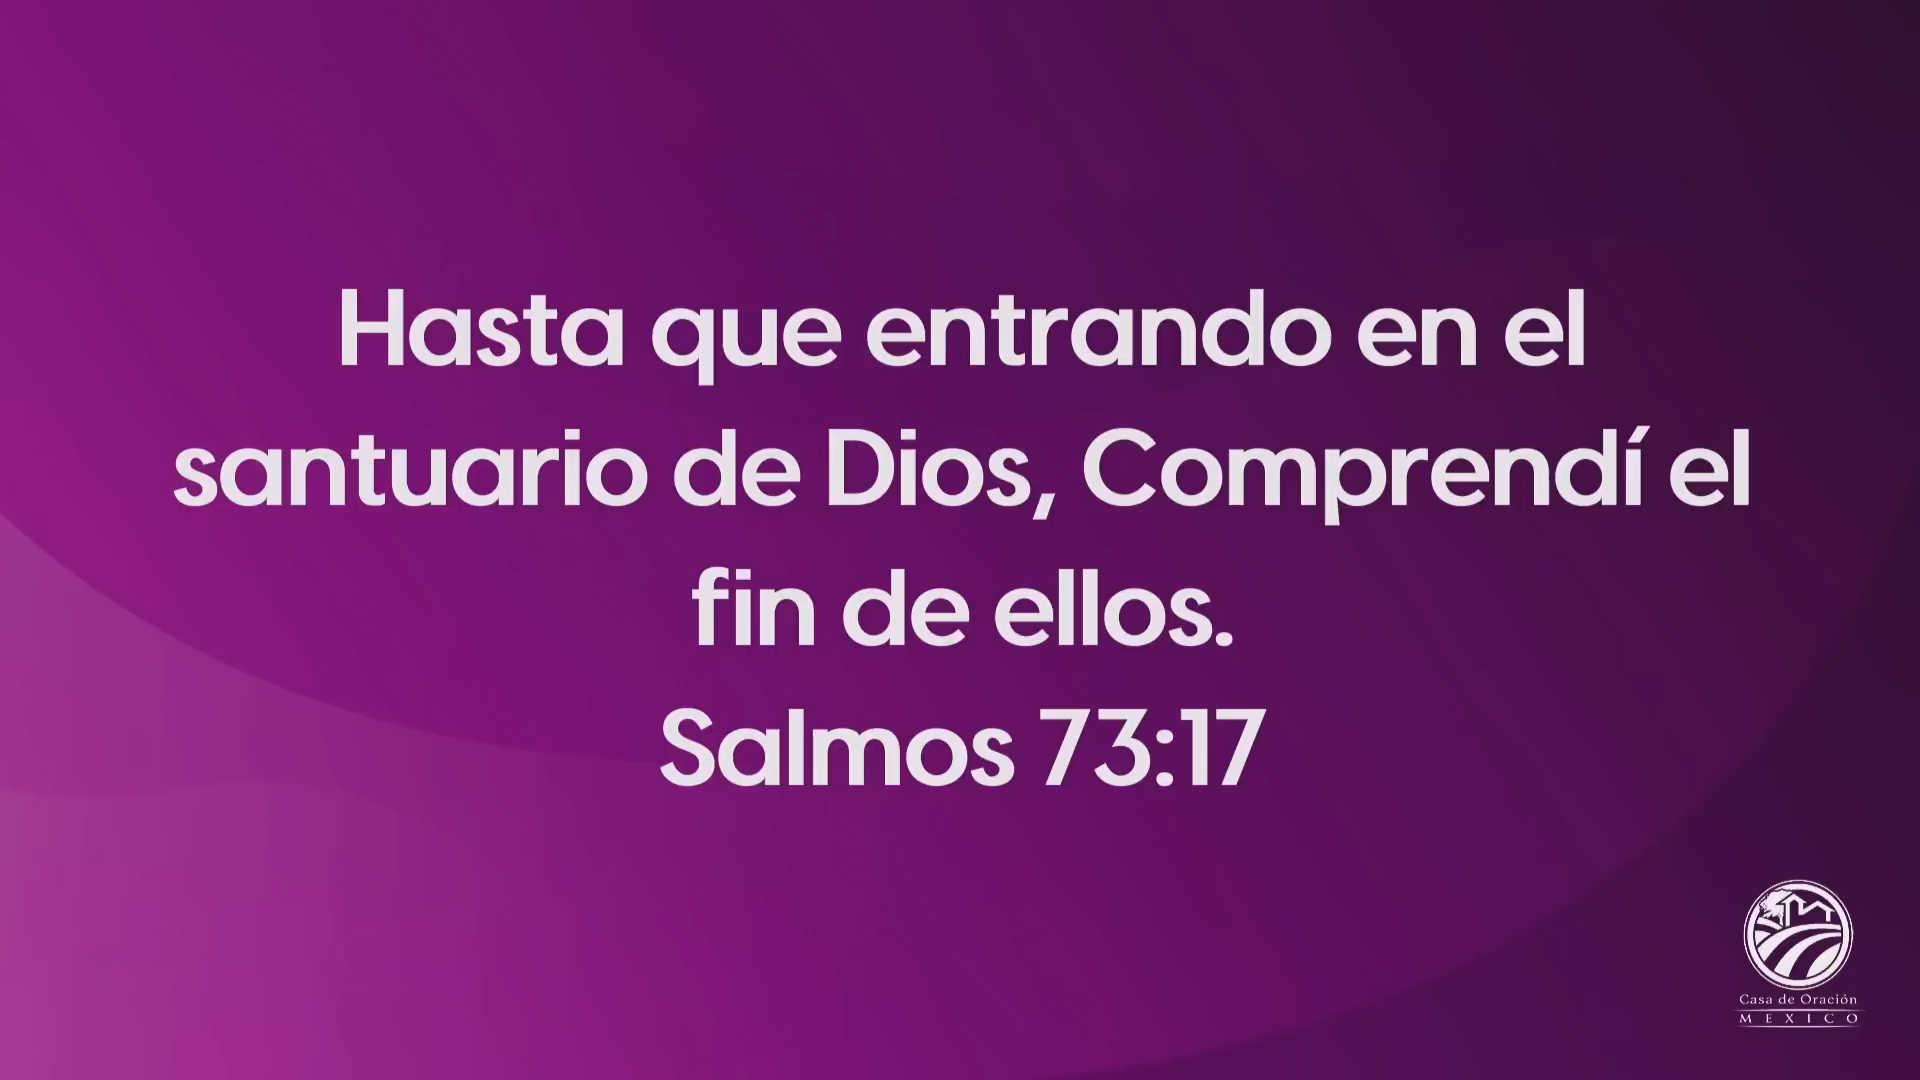 Hasta que entrando en el
santuario de Dios, Comprendí el
fin de ellos.
Salmos 73:17
Casa de Oración
MEXICO